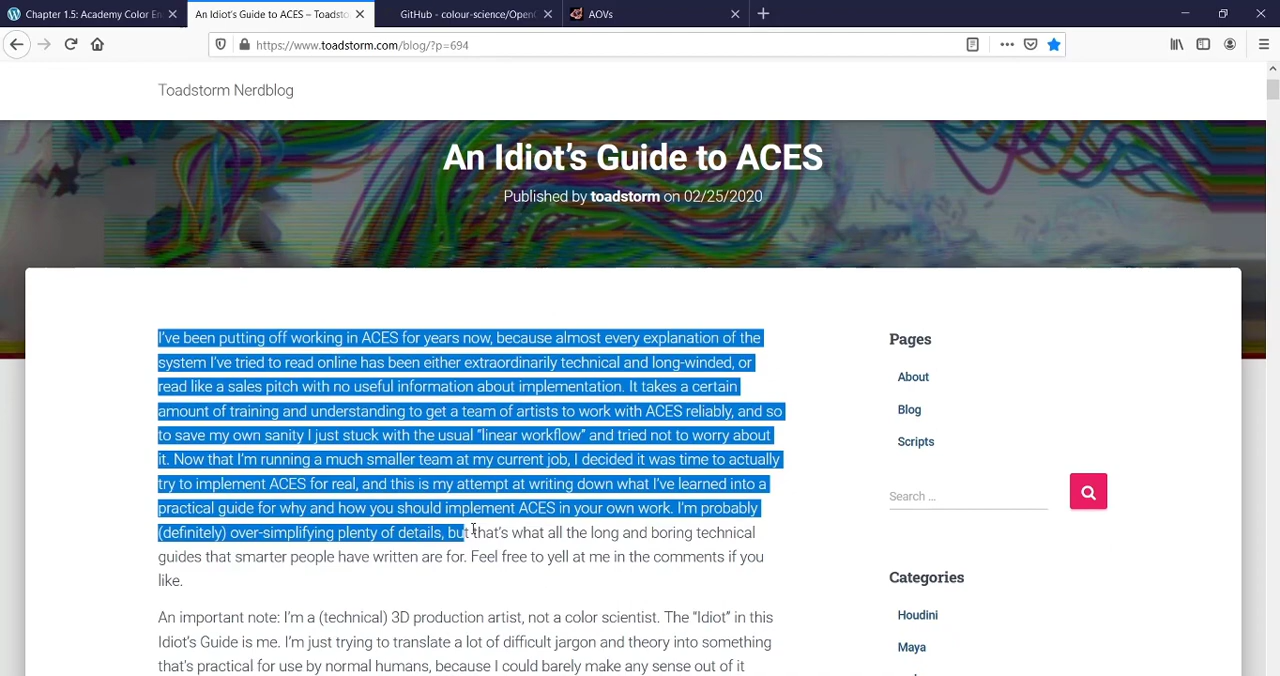 Chapter 1.5: Academy Color En
An Idiot's Guide to ACES – Toadsto
GitHub - colour-science/Open
AOVs
https://www.toadstorm.com/blog/?p=694
Toadstorm Nerdblog
An Idiot's Guide to ACES
Published by toadstorm on 02/25/2020
I've been putting off working in ACES for years now, because almost every explanation of the
system I've tried to read online has been either extraordinarily technical and long-winded, or
read like a sales pitch with no useful information about implementation. It takes a certain
amount of training and understanding to get a team of artists to work with ACES reliably, and so
to save my own sanity I just stuck with the usual “linear workflow” and tried not to worry about
it. Now that I'm running a much smaller team at my current job, I decided it was time to actually
try to implement ACES for real, and this is my attempt at writing down what I've learned into a
practical guide for why and how you should implement ACES in your own work. I'm probably
(definitely) over-simplifying plenty of details, but that's what all the long and boring technical
guides that smarter people have written are for. Feel free to yell at me in the comments if you
like.
An important note: I'm a (technical) 3D production artist, not a color scientist. The “Idiot” in this
Idiot's Guide is me. I'm just trying to translate a lot of difficult jargon and theory into something
that's practical for use by normal humans, because I could barely make any sense out of it
Pages
About
Blog
Scripts
Search ...
Categories
Houdini
Maya